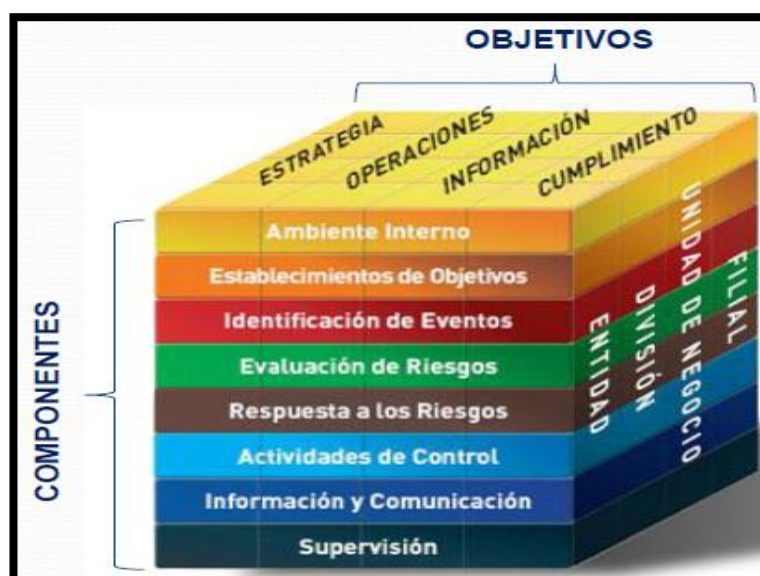 OBJETIVOS
ESTRATEGIA
OPERACIONES
INFORMACIÓN
CUMPLIMIENTO
COMPONENTES
Ambiente Interno
Establecimientos de Objetivos
Identificación de Eventos
Evaluación de Riesgos
Respuesta a los Riesgos
Actividades de Control
Información y Comunicación
Supervisión
ENTIDAD
DIVISIÓN
UNIDAD DE NEGOCIO
FILIAL